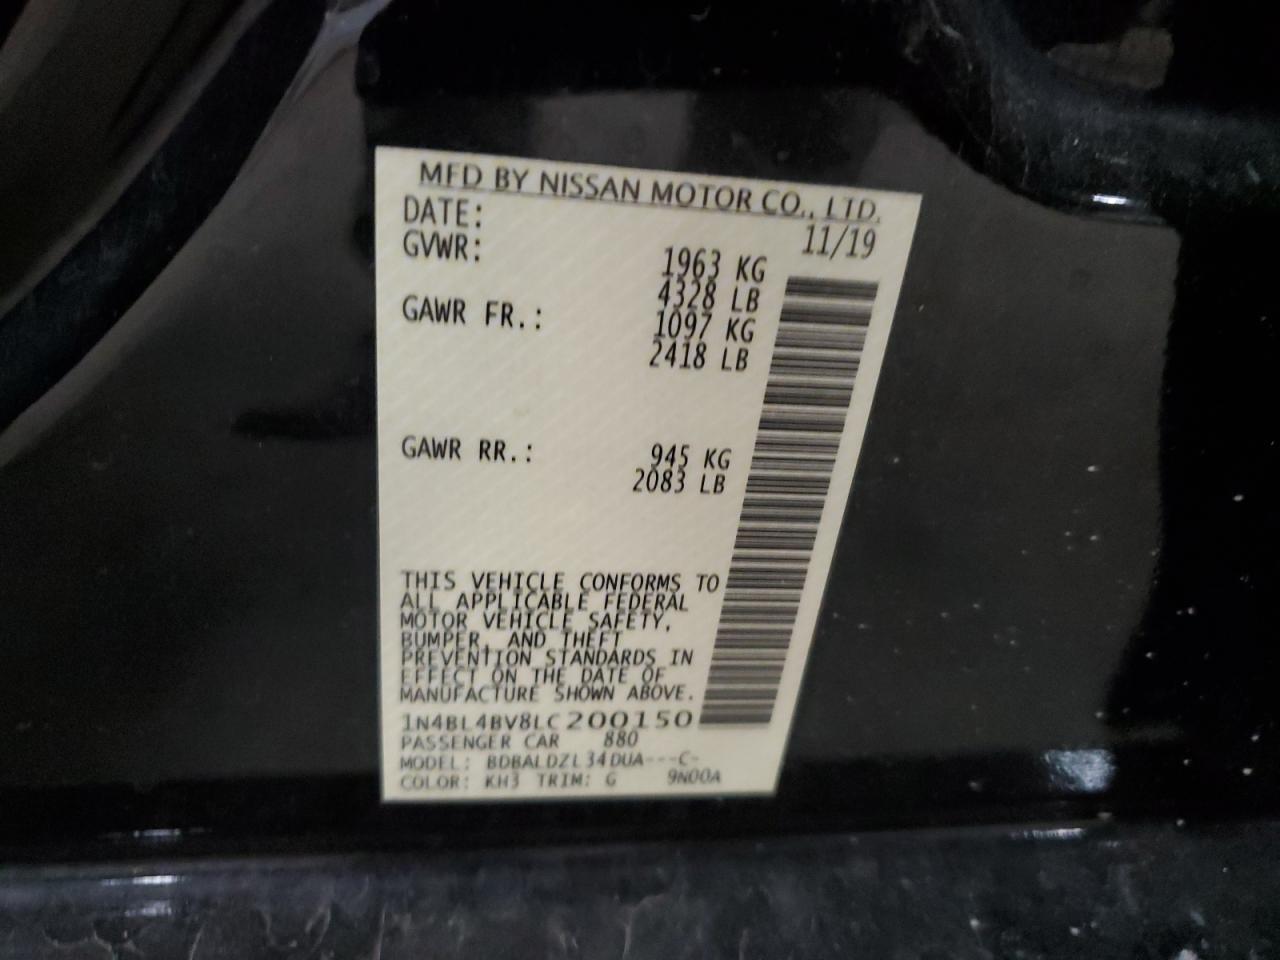 MFD BY NISSAN MOTOR CO., LTD.
DATE: 11/19
GVWR: 1963 KG
4328 LB
GAWR FR.: 1097 KG
2418 LB
GAWR RR.: 945 KG
2083 LB
THIS VEHICLE CONFORMS TO
ALL APPLICABLE FEDERAL
MOTOR VEHICLE SAFETY,
BUMPER, AND THEFT
PREVENTION STANDARDS IN
EFFECT ON THE DATE OF
MANUFACTURE SHOWN ABOVE.
1N4BL4BV8LC200150
PASSENGER CAR 880
MODEL: BDBALDZL34DUA---C-
COLOR: KH3 TRIM: G 9N00A